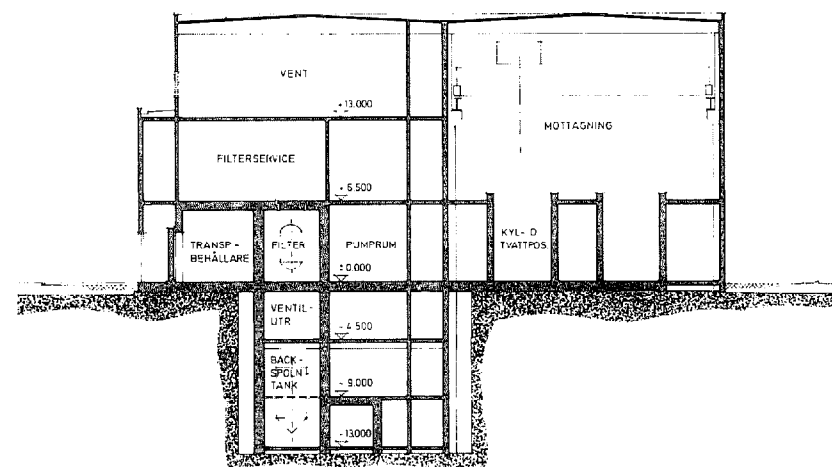 VENT
+13.000
MOTTAGNING
FILTERSERVICE
+6.500
TRANSP-
BEHÅLLARE
FILTER
PUMPRUM
KYL- O
TVÄTTPOS.
±0.000
VENTIL-
UTR
-4.500
BACK-
SPOLN
TANK
-9.000
-13.000